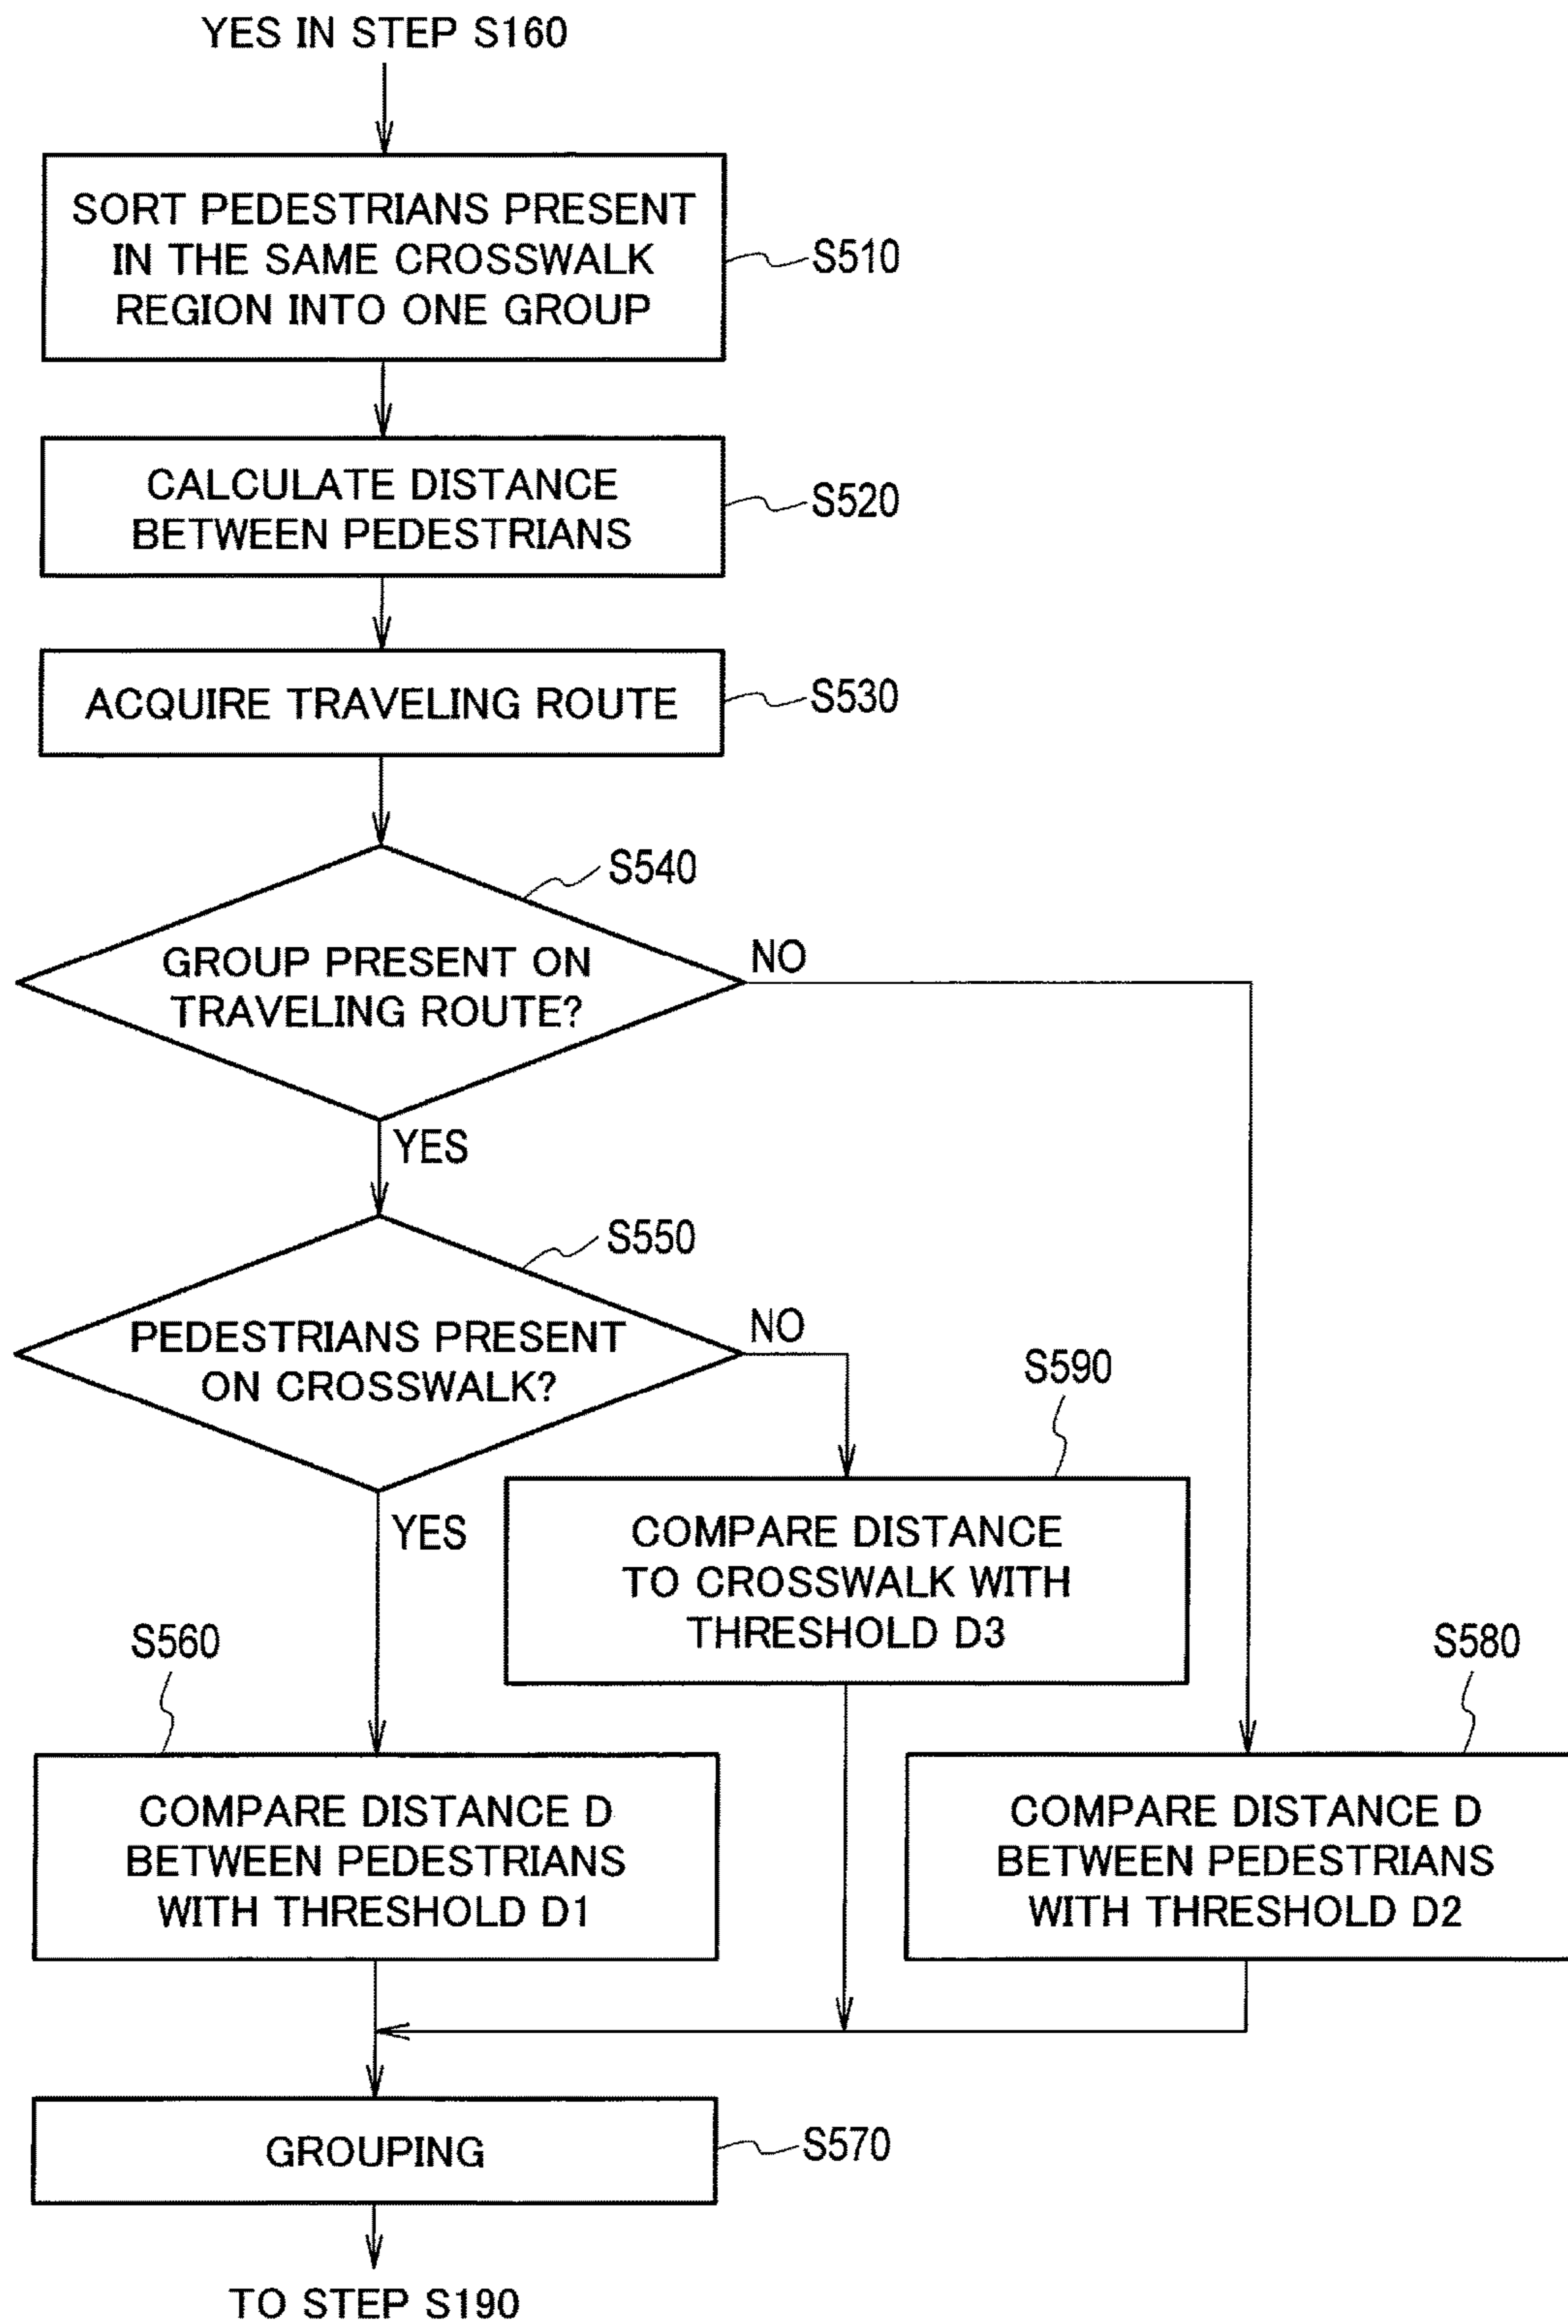 YES IN STEP S160
SORT PEDESTRIANS PRESENT
IN THE SAME CROSSWALK
REGION INTO ONE GROUP
S510
CALCULATE DISTANCE
BETWEEN PEDESTRIANS
S520
ACQUIRE TRAVELING ROUTE
S530
S540
GROUP PRESENT ON
TRAVELING ROUTE?
NO
YES
S550
PEDESTRIANS PRESENT
ON CROSSWALK?
NO
YES
S590
COMPARE DISTANCE
TO CROSSWALK WITH
THRESHOLD D3
S560
COMPARE DISTANCE D
BETWEEN PEDESTRIANS
WITH THRESHOLD D1
S580
COMPARE DISTANCE D
BETWEEN PEDESTRIANS
WITH THRESHOLD D2
GROUPING
S570
TO STEP S190